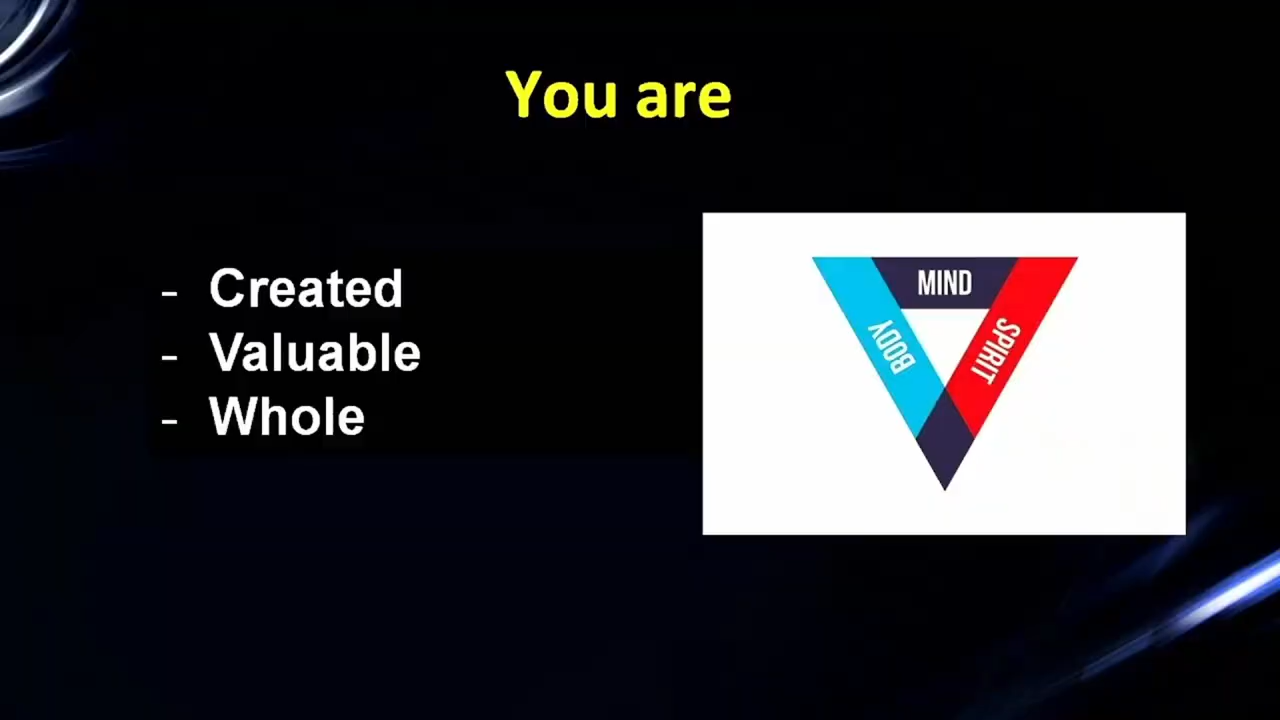 You are
- Created
- Valuable
- Whole
MIND
BODY
SPIRIT